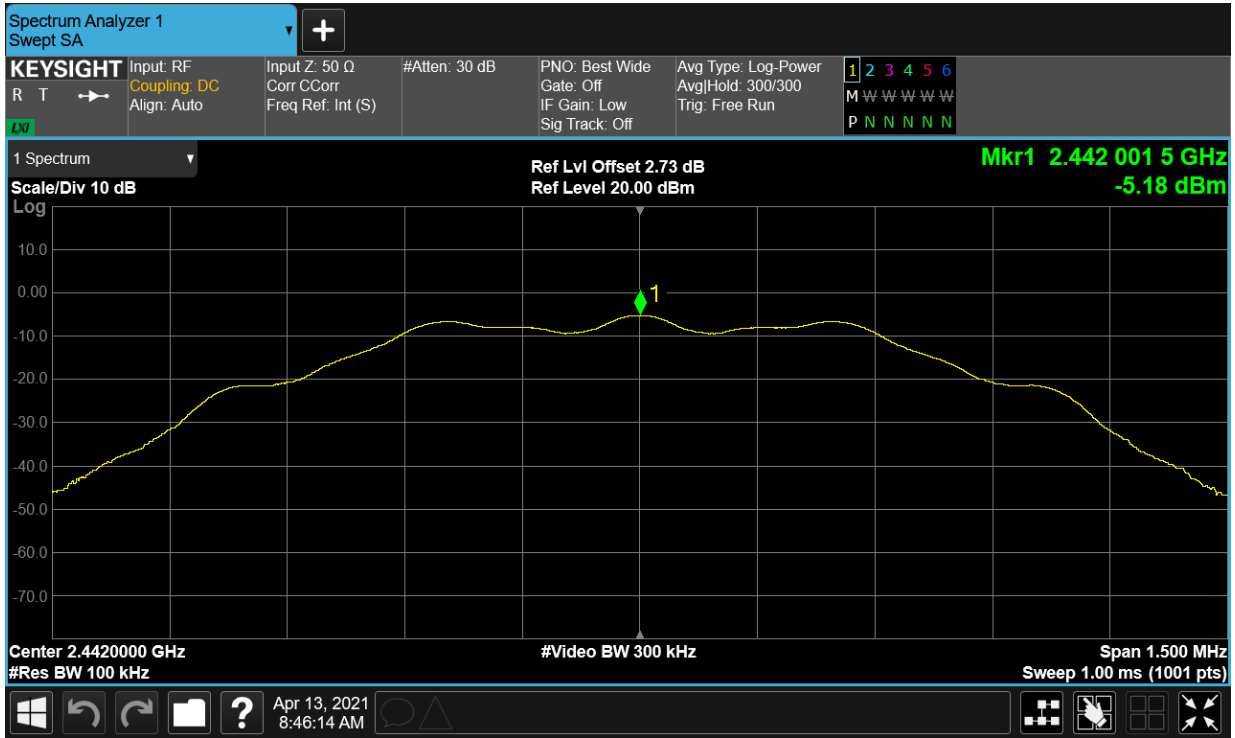 Spectrum Analyzer 1
Swept SA
+
KEYSIGHT
R T
LXI
Input: RF
Coupling: DC
Align: Auto
Input Z: 50 Ω
Corr CCorr
Freq Ref: Int (S)
#Atten: 30 dB
PNO: Best Wide
Gate: Off
IF Gain: Low
Sig Track: Off
Avg Type: Log-Power
Avg|Hold: 300/300
Trig: Free Run
1 2 3 4 5 6
M W W W W W
P N N N N N
1 Spectrum
Scale/Div 10 dB
Log
Ref Lvl Offset 2.73 dB
Ref Level 20.00 dBm
Mkr1 2.442 001 5 GHz
-5.18 dBm
10.0
0.00
1
-10.0
-20.0
-30.0
-40.0
-50.0
-60.0
-70.0
Center 2.4420000 GHz
#Res BW 100 kHz
#Video BW 300 kHz
Span 1.500 MHz
Sweep 1.00 ms (1001 pts)
?
Apr 13, 2021
8:46:14 AM